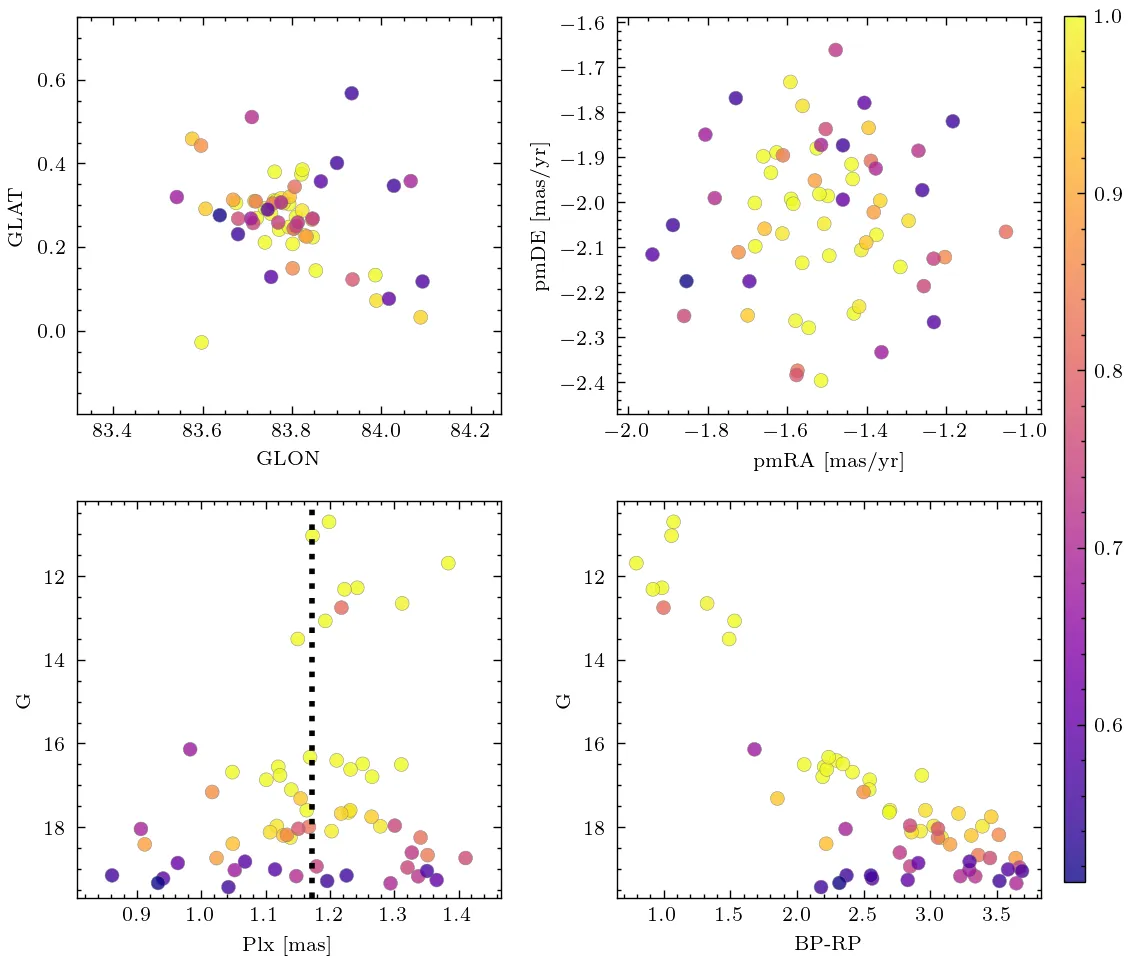 0.6
0.4
0.2
0.0
GLAT
83.4 83.6 83.8 84.0 84.2
GLON
−1.6
−1.7
−1.8
−1.9
−2.0
−2.1
−2.2
−2.3
−2.4
pmDE [mas/yr]
−2.0 −1.8 −1.6 −1.4 −1.2 −1.0
pmRA [mas/yr]
12
14
16
18
G
0.9 1.0 1.1 1.2 1.3 1.4
Plx [mas]
12
14
16
18
G
1.0 1.5 2.0 2.5 3.0 3.5
BP-RP
1.0
0.9
0.8
0.7
0.6